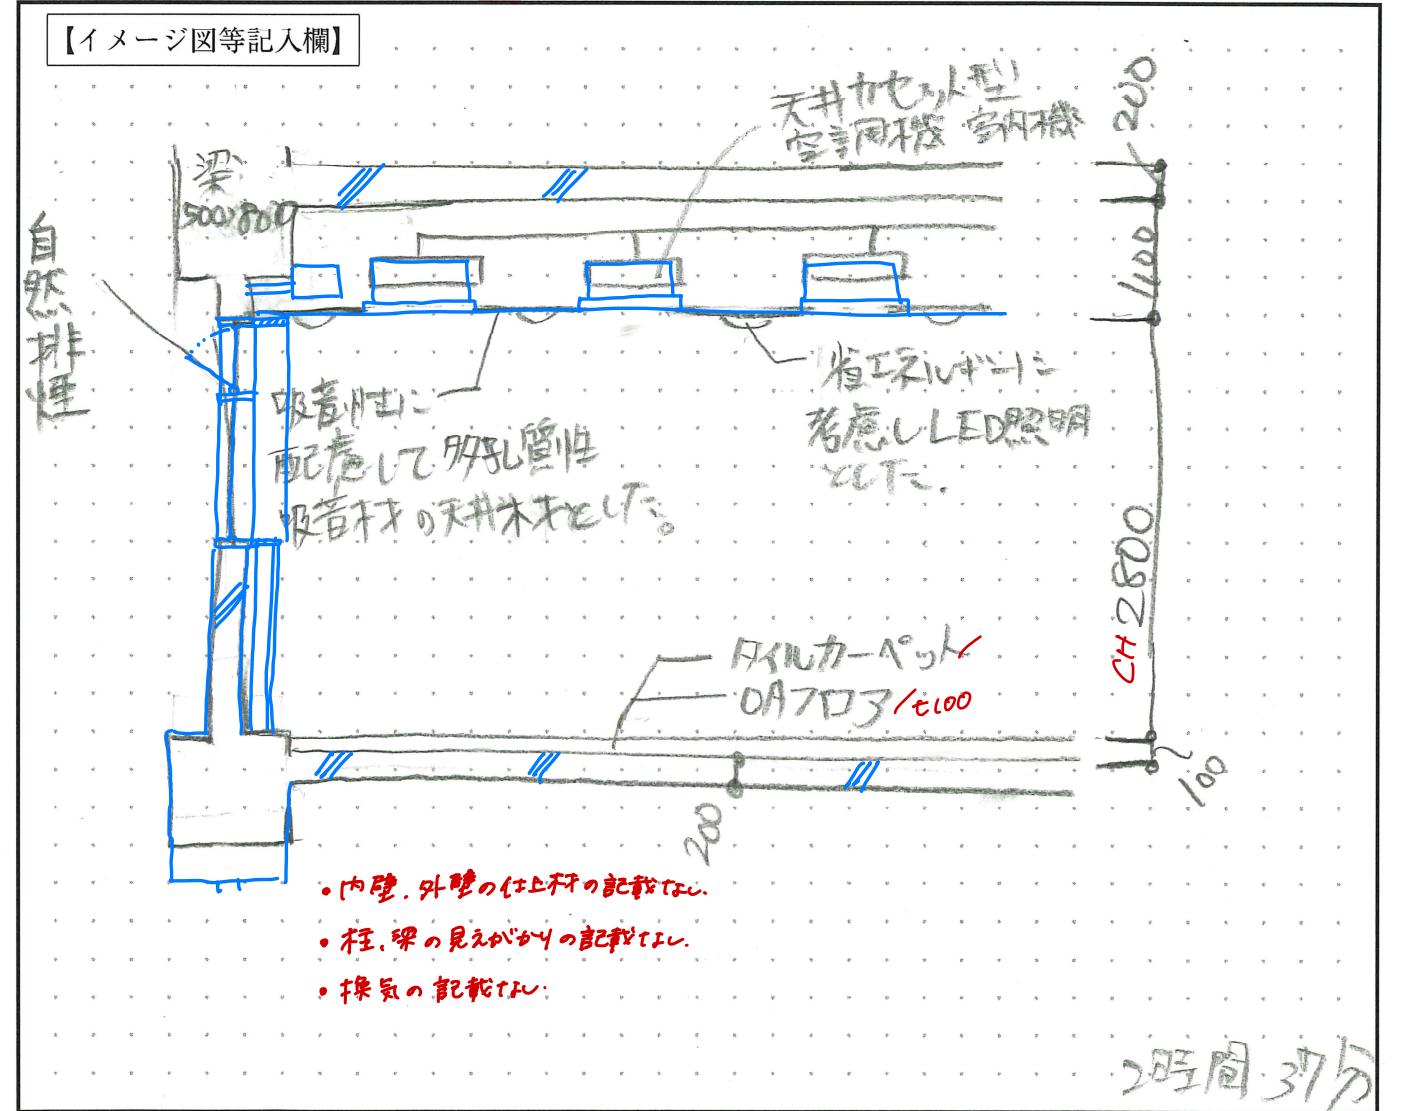 【イメージ図等記入欄】
天井カセット型
空調機 室内機
200
梁
500×800
自然排煙
400
吸音性に
配慮して多孔質性
吸音材の天井材とした。
省エネルギーに
考慮しLED照明
とした.
CH 2800
タイルカーペット
OAフロア/t100
100
200
・内壁.外壁の仕上材の記載なし.
・柱、梁の見えがかりの記載なし.
・換気の記載なし.
2時間37分